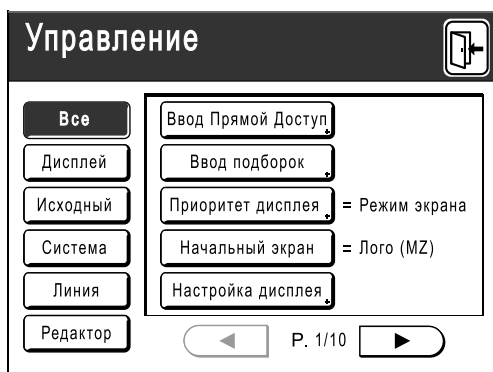 Управление
Все
Ввод Прямой Доступ
Дисплей
Ввод подборок
Исходный
Приоритет дисплея = Режим экрана
Система
Начальный экран = Лого (MZ)
Линия
Настройка дисплея
Редактор
P. 1/10